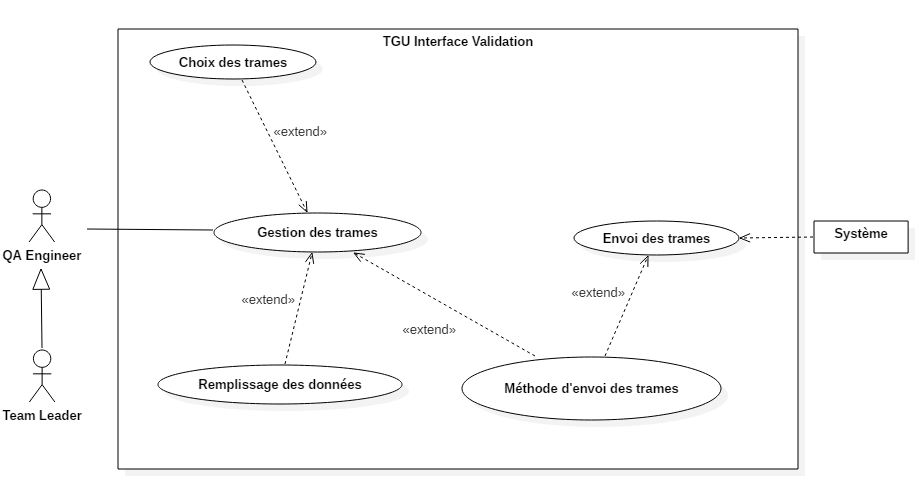 TGU Interface Validation
Choix des trames
«extend»
QA Engineer
Gestion des trames
Envoi des trames
Système
«extend»
«extend»
«extend»
Team Leader
Remplissage des données
Méthode d'envoi des trames